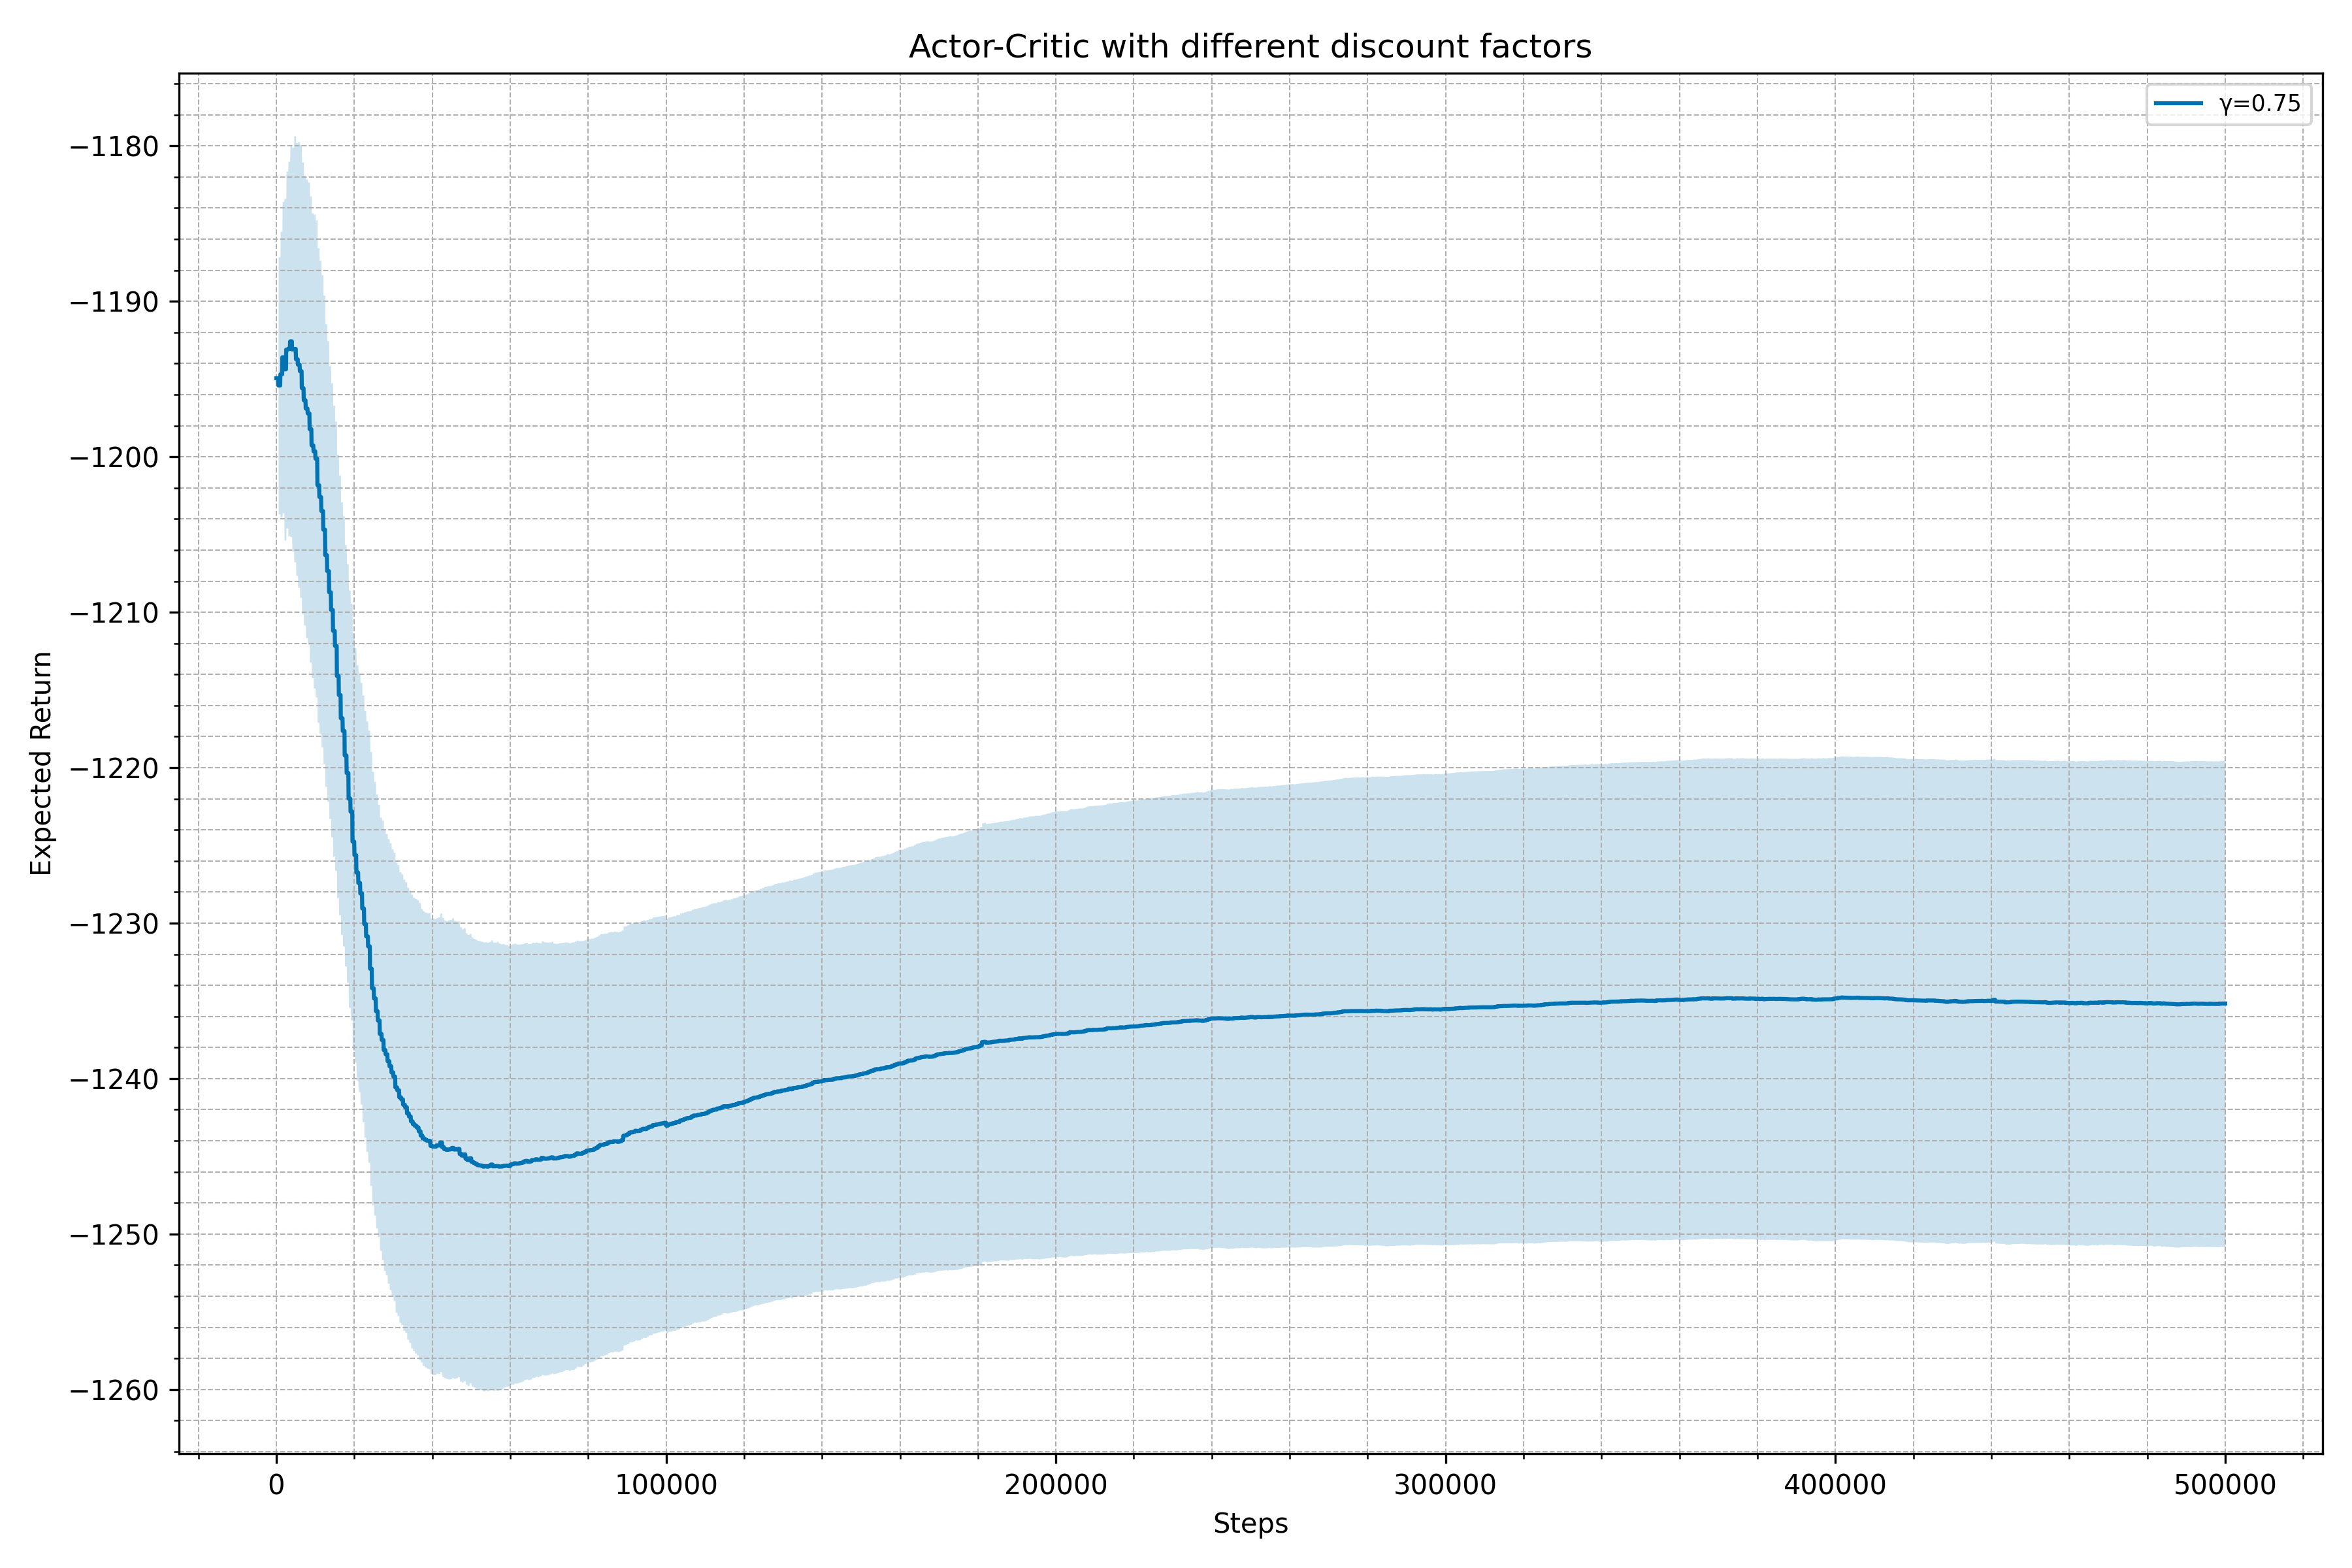 Actor-Critic with different discount factors
γ=0.75
−1180
−1190
−1200
−1210
−1220
−1230
−1240
−1250
−1260
Expected Return
0 100000 200000 300000 400000 500000
Steps